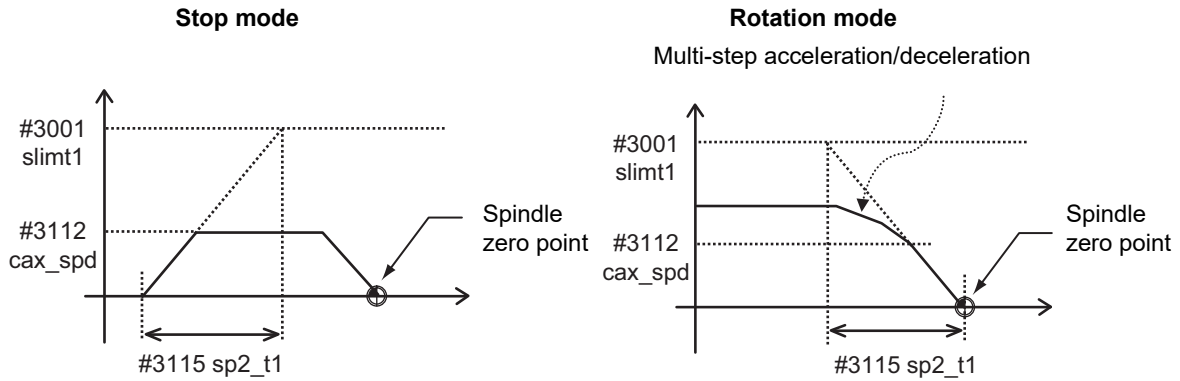 Stop mode
#3001
slimt1
#3112
cax_spd
Spindle
zero point
#3115 sp2_t1
Rotation mode
Multi-step acceleration/deceleration
#3001
slimt1
#3112
cax_spd
Spindle
zero point
#3115 sp2_t1